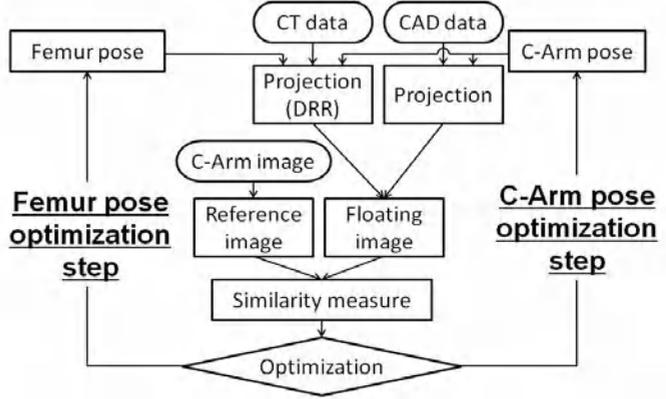 CT data
CAD data
Femur pose
C-Arm pose
Projection
(DRR)
Projection
C-Arm image
Femur pose
optimization
step
C-Arm pose
optimization
step
Reference
image
Floating
image
Similarity measure
Optimization